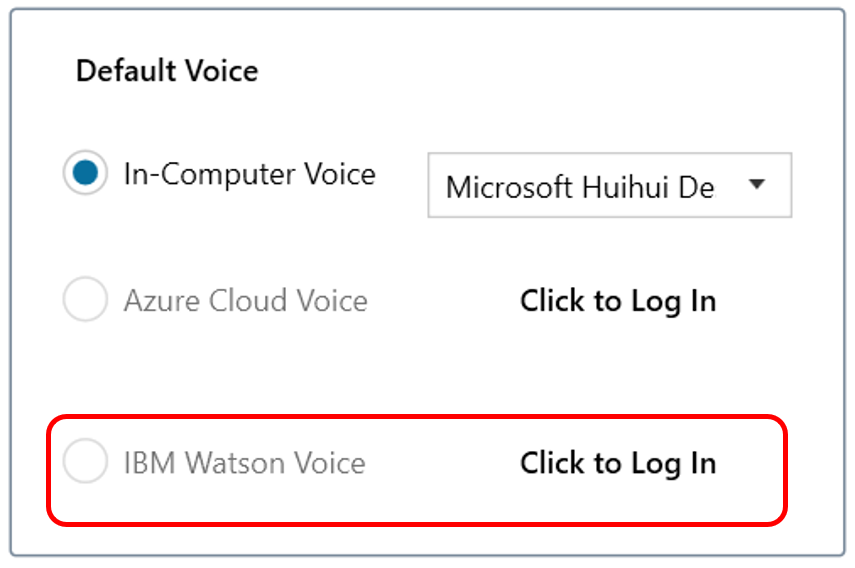 Default Voice
In-Computer Voice Microsoft Huihui De
Azure Cloud Voice Click to Log In
IBM Watson Voice Click to Log In